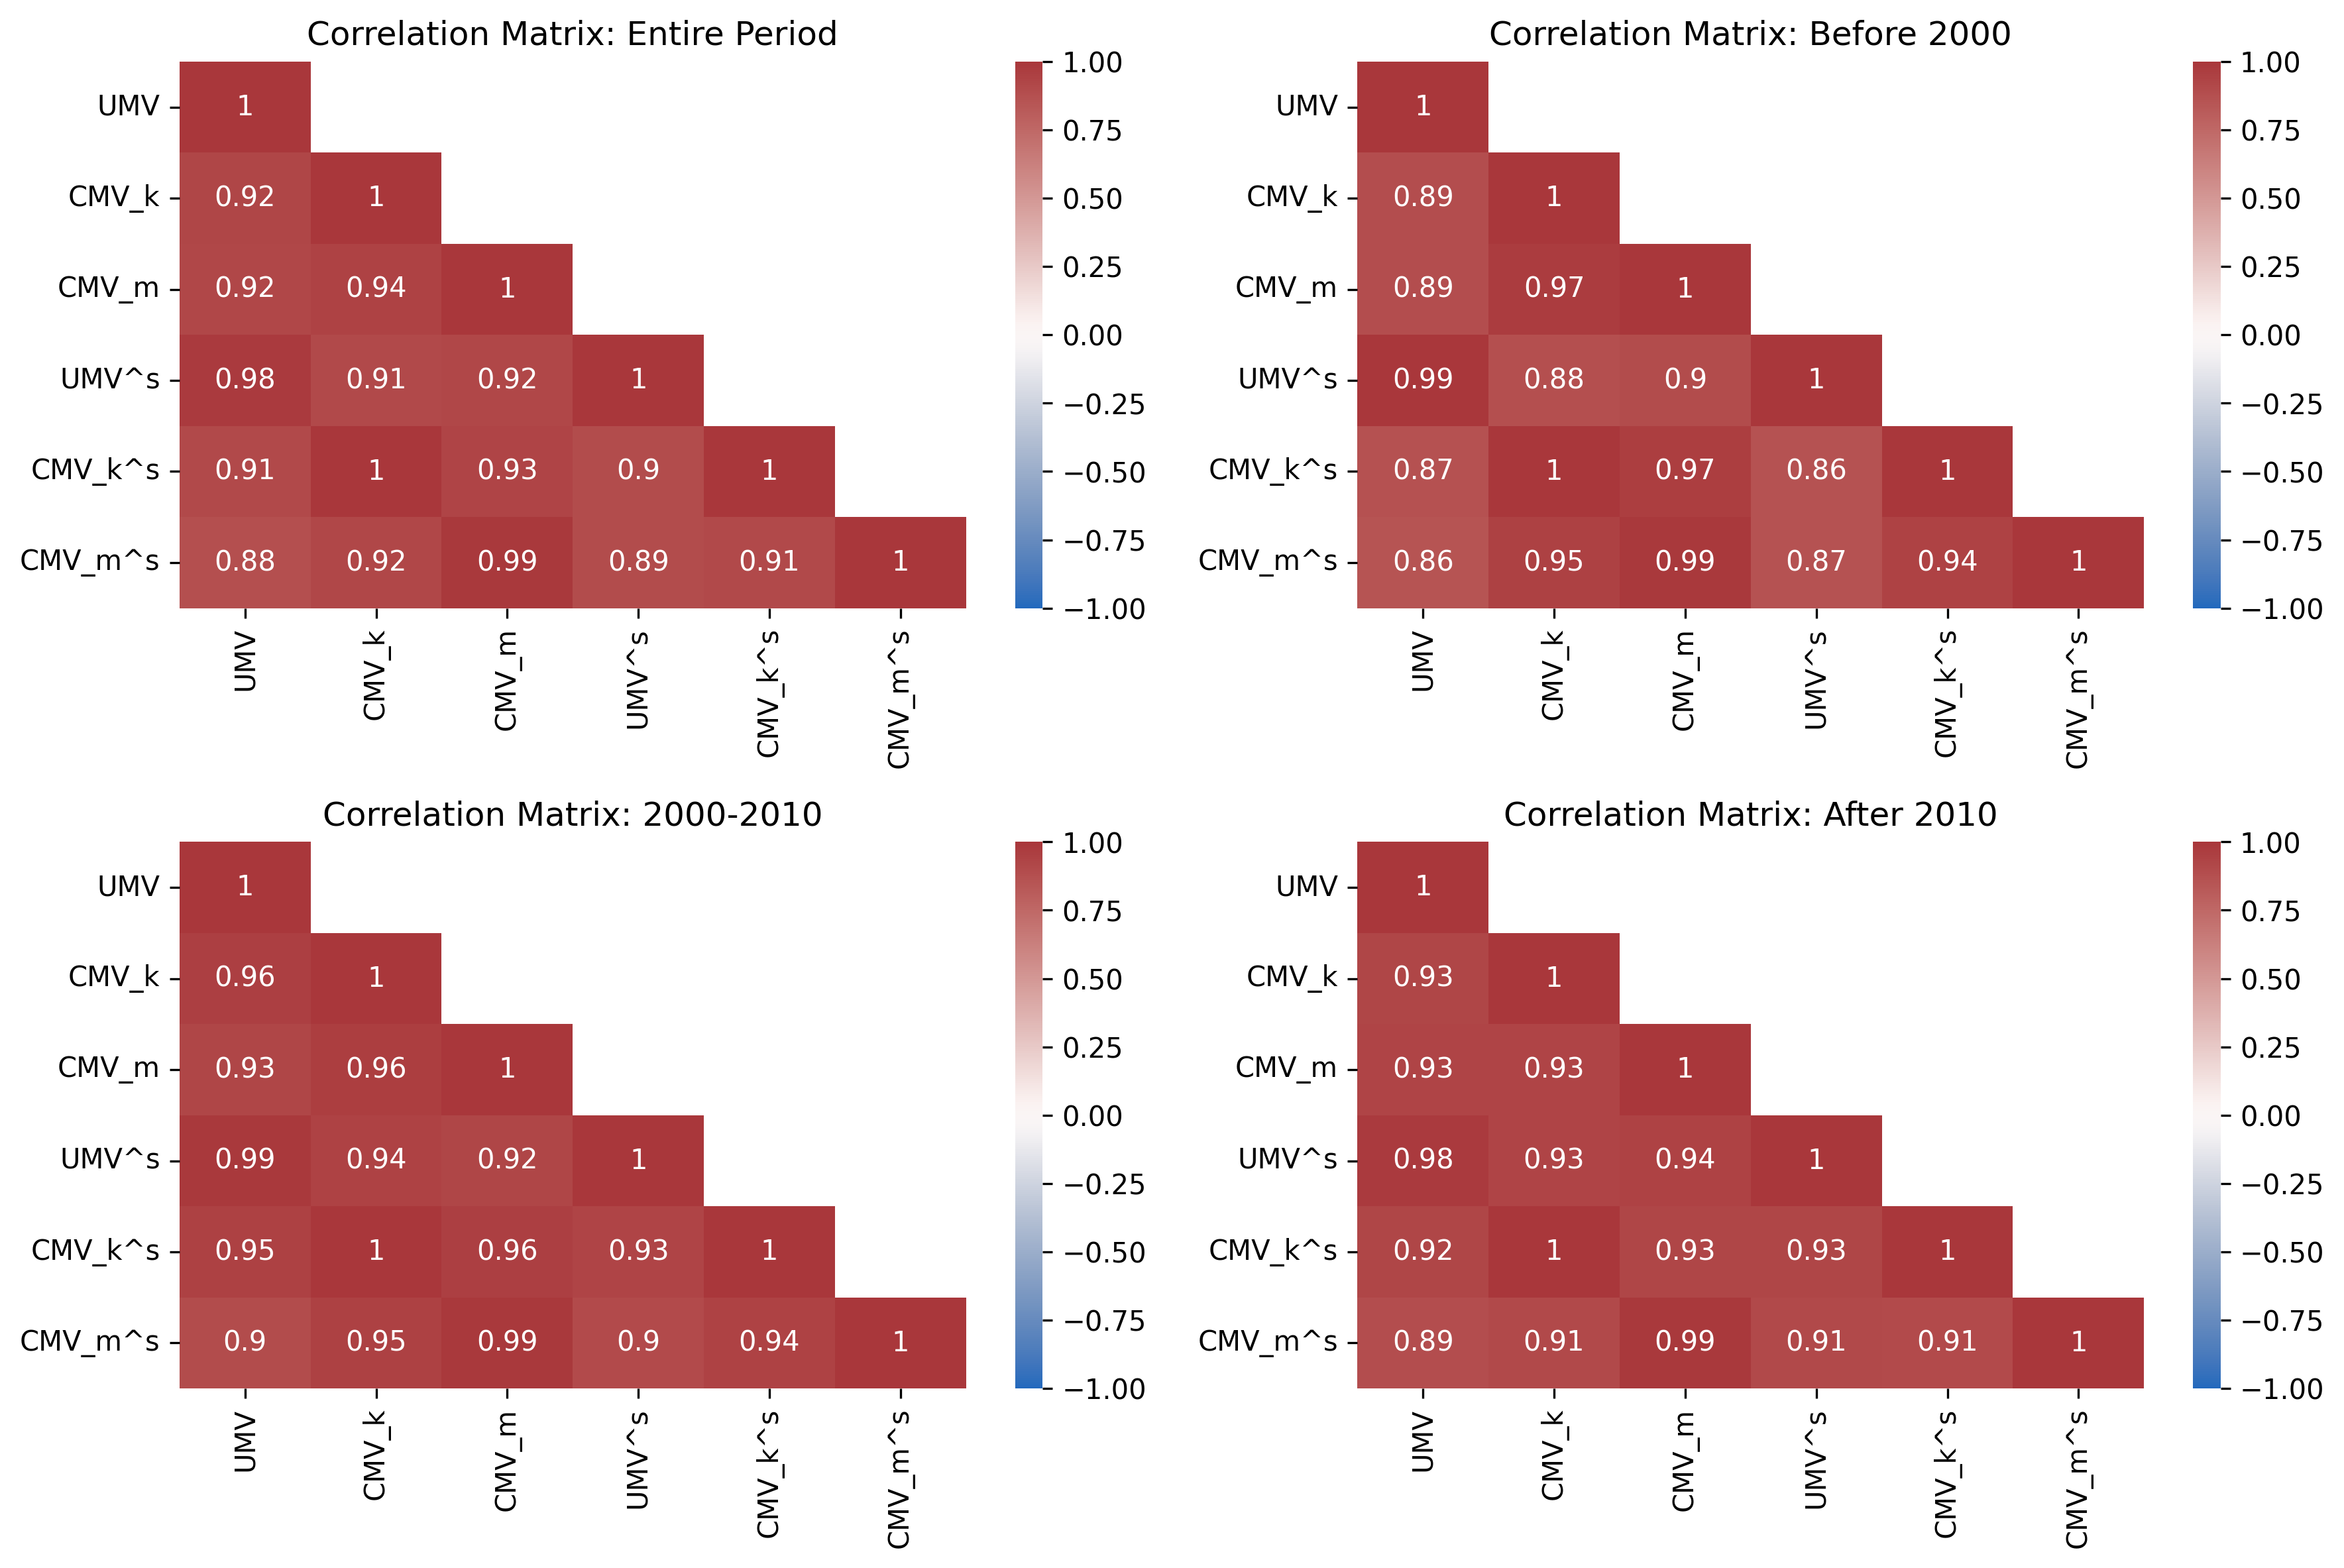 Correlation Matrix: Entire Period
UMV 1
CMV_k 0.92 1
CMV_m 0.92 0.94 1
UMV^s 0.98 0.91 0.92 1
CMV_k^s 0.91 1 0.93 0.9 1
CMV_m^s 0.88 0.92 0.99 0.89 0.91 1
UMV CMV_k CMV_m UMV^s CMV_k^s CMV_m^s
1.00
0.75
0.50
0.25
0.00
−0.25
−0.50
−0.75
−1.00
Correlation Matrix: Before 2000
UMV 1
CMV_k 0.89 1
CMV_m 0.89 0.97 1
UMV^s 0.99 0.88 0.9 1
CMV_k^s 0.87 1 0.97 0.86 1
CMV_m^s 0.86 0.95 0.99 0.87 0.94 1
UMV CMV_k CMV_m UMV^s CMV_k^s CMV_m^s
1.00
0.75
0.50
0.25
0.00
−0.25
−0.50
−0.75
−1.00
Correlation Matrix: 2000-2010
UMV 1
CMV_k 0.96 1
CMV_m 0.93 0.96 1
UMV^s 0.99 0.94 0.92 1
CMV_k^s 0.95 1 0.96 0.93 1
CMV_m^s 0.9 0.95 0.99 0.9 0.94 1
UMV CMV_k CMV_m UMV^s CMV_k^s CMV_m^s
1.00
0.75
0.50
0.25
0.00
−0.25
−0.50
−0.75
−1.00
Correlation Matrix: After 2010
UMV 1
CMV_k 0.93 1
CMV_m 0.93 0.93 1
UMV^s 0.98 0.93 0.94 1
CMV_k^s 0.92 1 0.93 0.93 1
CMV_m^s 0.89 0.91 0.99 0.91 0.91 1
UMV CMV_k CMV_m UMV^s CMV_k^s CMV_m^s
1.00
0.75
0.50
0.25
0.00
−0.25
−0.50
−0.75
−1.00